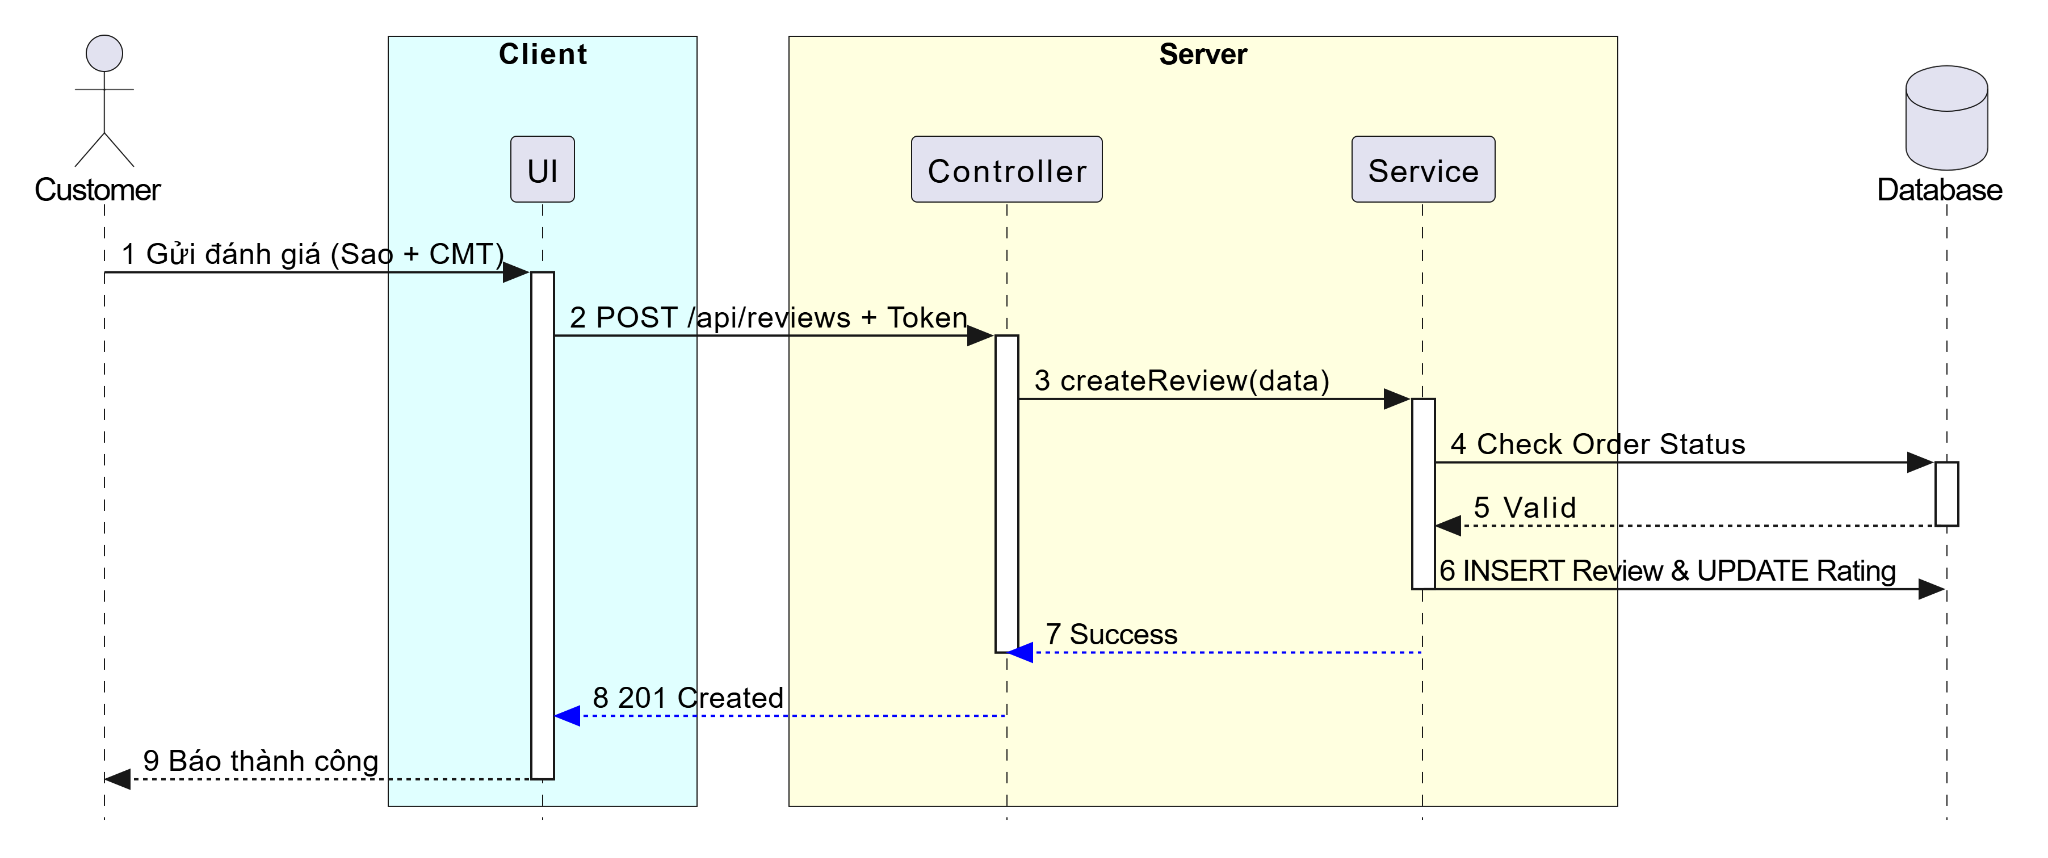 Client
Server
Customer
UI
Controller
Service
Database
1 Gửi đánh giá (Sao + CMT)
2 POST /api/reviews + Token
3 createReview(data)
4 Check Order Status
5 Valid
6 INSERT Review & UPDATE Rating
7 Success
8 201 Created
9 Báo thành công